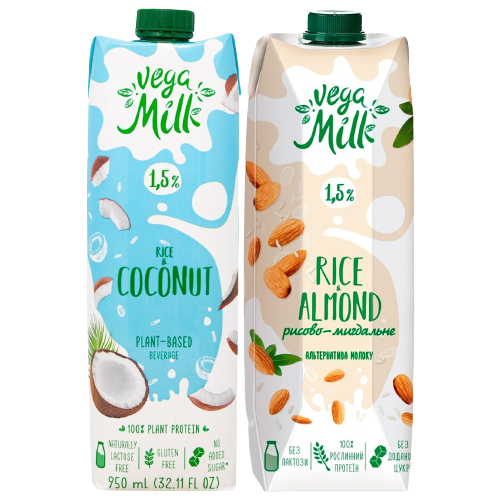 vega
Milk
1,5%
RICE
&
COCONUT
PLANT-BASED
BEVERAGE
100% PLANT PROTEIN
NATURALLY
LACTOSE
FREE
GLUTEN
FREE
NO
ADDED
SUGAR*
950 mL (32.11 fl OZ)
vega
Milk
1,5%
RICE
&
ALMOND
рисово-мигдальне
АЛЬТЕРНАТИВА МОЛОКУ
БЕЗ
ЛАКТОЗИ
100%
РОСЛИННИЙ
ПРОТЕЇН
БЕЗ
ДОДАНОГО
ЦУКРУ